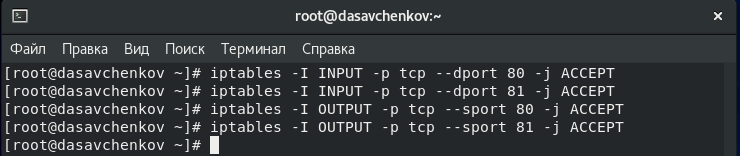 root@dasavchenkov:~
Файл Правка Вид Поиск Терминал Справка
[root@dasavchenkov ~]# iptables -I INPUT -p tcp --dport 80 -j ACCEPT
[root@dasavchenkov ~]# iptables -I INPUT -p tcp --dport 81 -j ACCEPT
[root@dasavchenkov ~]# iptables -I OUTPUT -p tcp --sport 80 -j ACCEPT
[root@dasavchenkov ~]# iptables -I OUTPUT -p tcp --sport 81 -j ACCEPT
[root@dasavchenkov ~]#